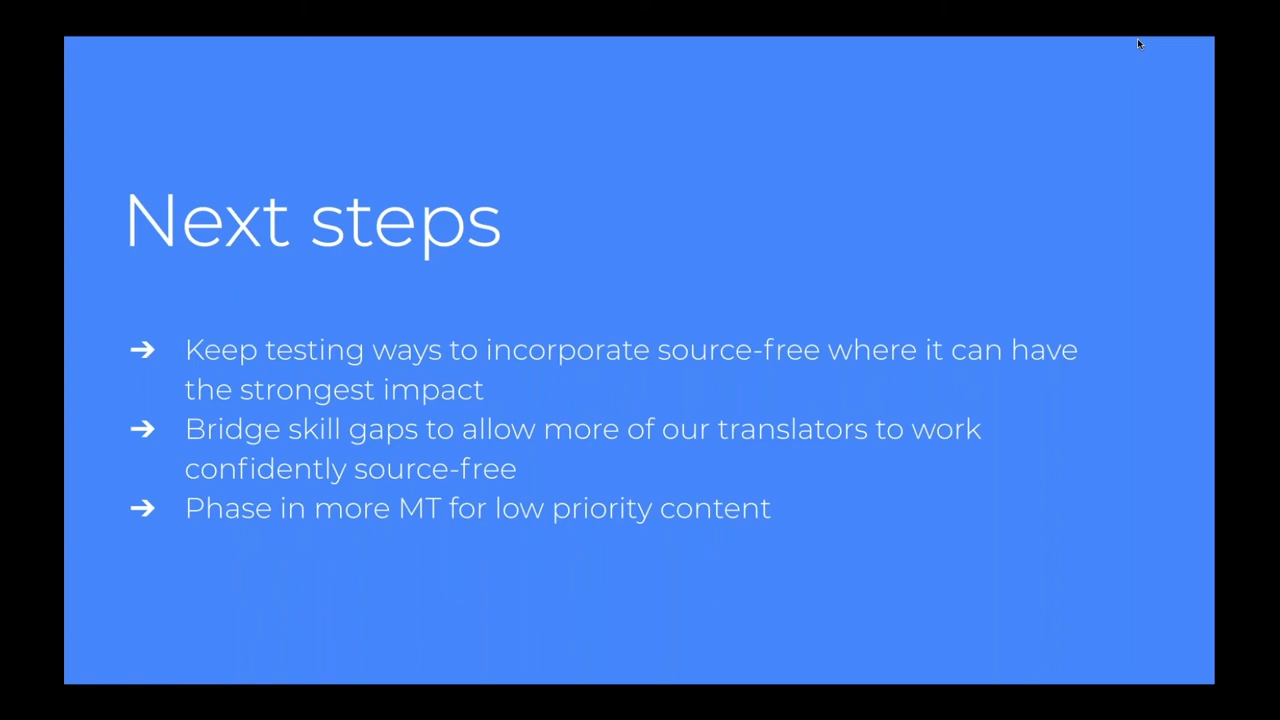 Next steps
➔ Keep testing ways to incorporate source-free where it can have
the strongest impact
➔ Bridge skill gaps to allow more of our translators to work
confidently source-free
➔ Phase in more MT for low priority content